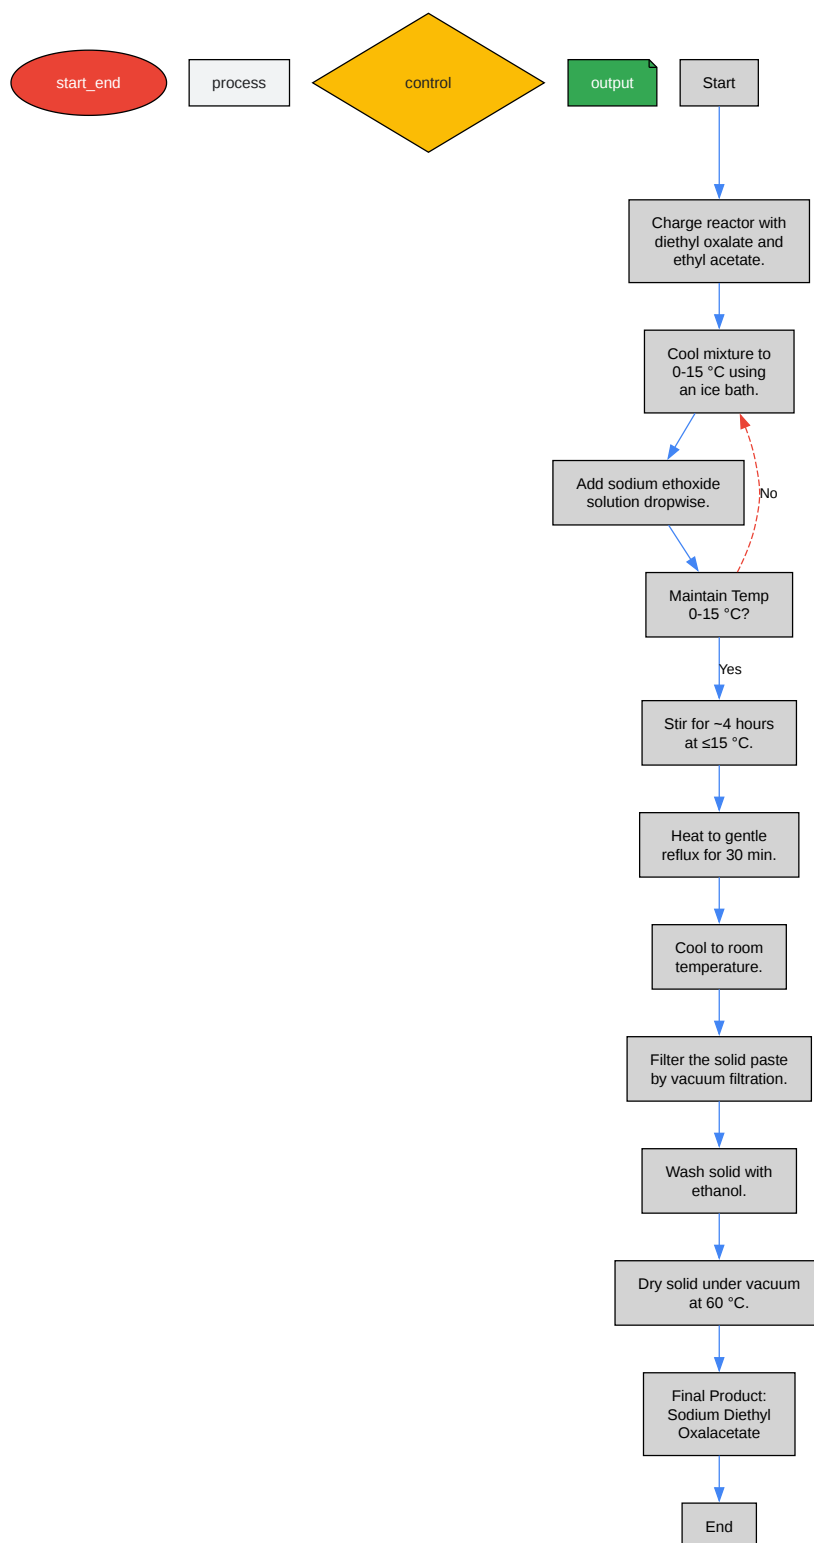 start_end
process
control
output
Start
Charge reactor with
diethyl oxalate and
ethyl acetate.
Cool mixture to
0-15 °C using
an ice bath.
Add sodium ethoxide
solution dropwise.
No
Maintain Temp
0-15 °C?
Yes
Stir for ~4 hours
at ≤15 °C.
Heat to gentle
reflux for 30 min.
Cool to room
temperature.
Filter the solid paste
by vacuum filtration.
Wash solid with
ethanol.
Dry solid under vacuum
at 60 °C.
Final Product:
Sodium Diethyl
Oxalacetate
End